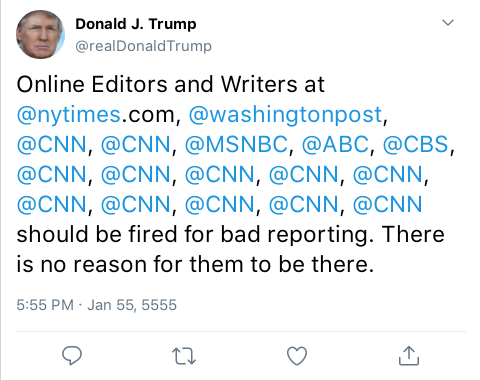 Donald J. Trump
@realDonaldTrump
Online Editors and Writers at
@nytimes.com, @washingtonpost,
@CNN, @CNN, @MSNBC, @ABC, @CBS,
@CNN, @CNN, @CNN, @CNN, @CNN,
@CNN, @CNN, @CNN, @CNN, @CNN
should be fired for bad reporting. There
is no reason for them to be there.
5:55 PM · Jan 55, 5555